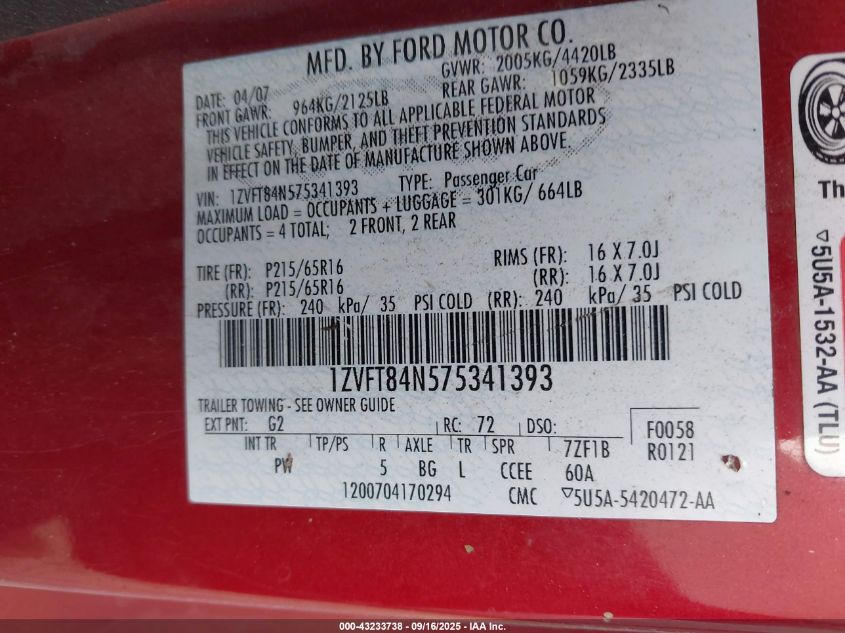 MFD. BY FORD MOTOR CO.
DATE: 04/07 GVWR: 2005KG/4420LB
FRONT GAWR: 964KG/2125LB REAR GAWR: 1059KG/2335LB
THIS VEHICLE CONFORMS TO ALL APPLICABLE FEDERAL MOTOR
VEHICLE SAFETY, BUMPER, AND THEFT PREVENTION STANDARDS
IN EFFECT ON THE DATE OF MANUFACTURE SHOWN ABOVE.
VIN: 1ZVFT84N575341393 TYPE: Passenger Car
MAXIMUM LOAD = OCCUPANTS + LUGGAGE = 301KG/ 664LB
OCCUPANTS = 4 TOTAL; 2 FRONT, 2 REAR
TIRE (FR): P215/65R16 RIMS (FR): 16 X 7.0J
(RR): P215/65R16 (RR): 16 X 7.0J
PRESSURE (FR): 240 kPa/ 35 PSI COLD (RR): 240 kPa/ 35 PSI COLD
1ZVFT84N575341393
TRAILER TOWING - SEE OWNER GUIDE
EXT PNT: G2 RC: 72 DSO: F0058
INT TR TP/PS R AXLE TR SPR 7ZF1B R0121
PW 5 BG L CCEE 60A
1200704170294 CMC ▽5U5A-5420472-AA
Th
▽5U5A-1532-AA (TLU)
000-43233738 - 09/16/2025 - IAA Inc.